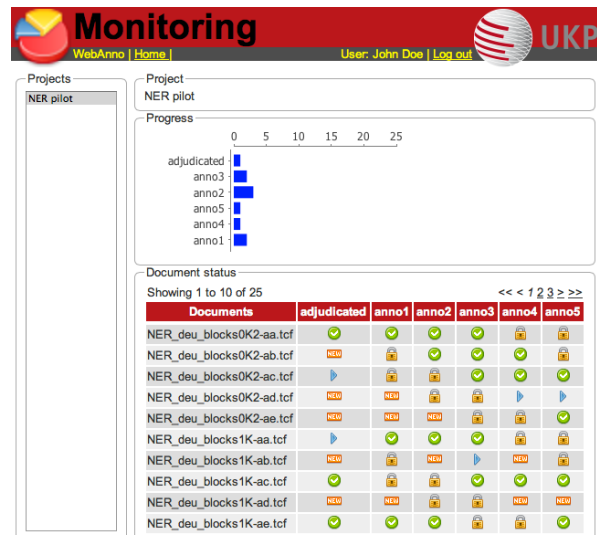 Monitoring
UKP
WebAnno | Home |
User: John Doe | Log out
Projects
NER pilot
Project
NER pilot
Progress
0 5 10 15 20 25
adjudicated
anno3
anno2
anno5
anno4
anno1
Document status
Showing 1 to 10 of 25
<< < 1 2 3 > >>
Documents adjudicated anno1 anno2 anno3 anno4 anno5
NER_deu_blocks0K2-aa.tcf
NER_deu_blocks0K2-ab.tcf NEW
NER_deu_blocks0K2-ac.tcf
NER_deu_blocks0K2-ad.tcf NEW NEW
NER_deu_blocks0K2-ae.tcf NEW NEW NEW
NER_deu_blocks1K-aa.tcf
NER_deu_blocks1K-ab.tcf NEW NEW NEW
NER_deu_blocks1K-ac.tcf
NER_deu_blocks1K-ad.tcf NEW NEW NEW NEW
NER_deu_blocks1K-ae.tcf